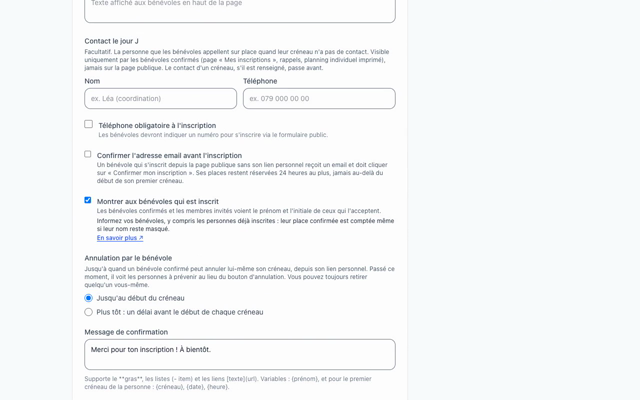 Texte affiché aux bénévoles en haut de la page
Contact le jour J
Facultatif. La personne que les bénévoles appellent sur place quand leur créneau n'a pas de contact. Visible
uniquement par les bénévoles confirmés (page « Mes inscriptions », rappels, planning individuel imprimé),
jamais sur la page publique. Le contact d'un créneau, s'il est renseigné, passe avant.
Nom
Téléphone
ex. Léa (coordination)
ex. 079 000 00 00
Téléphone obligatoire à l'inscription
Les bénévoles devront indiquer un numéro pour s'inscrire via le formulaire public.
Confirmer l'adresse email avant l'inscription
Un bénévole qui s'inscrit depuis la page publique sans son lien personnel reçoit un email et doit cliquer
sur « Confirmer mon inscription ». Ses places restent réservées 24 heures au plus, jamais au-delà du
début de son premier créneau.
Montrer aux bénévoles qui est inscrit
Les bénévoles confirmés et les membres invités voient le prénom et l'initiale de ceux qui l'acceptent.
Informez vos bénévoles, y compris les personnes déjà inscrites : leur place confirmée est comptée même
si leur nom reste masqué.
En savoir plus ↗
Annulation par le bénévole
Jusqu'à quand un bénévole confirmé peut annuler lui-même son créneau, depuis son lien personnel. Passé ce
moment, il voit les personnes à prévenir au lieu du bouton d'annulation. Vous pouvez toujours retirer
quelqu'un vous-même.
Jusqu'au début du créneau
Plus tôt : un délai avant le début de chaque créneau
Message de confirmation
Merci pour ton inscription ! À bientôt.
Supporte le **gras**, les listes (- item) et les liens [texte](url). Variables : {prénom}, et pour le premier
créneau de la personne : {créneau}, {date}, {heure}.